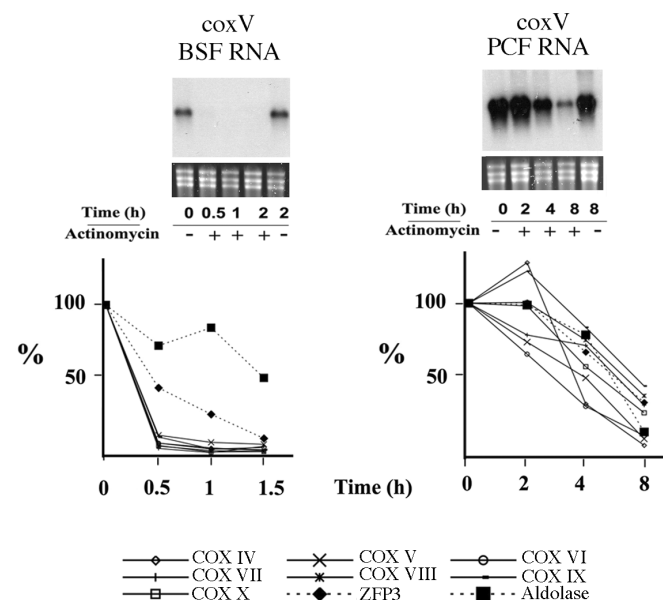 coxV
BSF RNA
coxV
PCF RNA
Time (h) 0 0.5 1 2 2
Actinomycin - + + + -
Time (h) 0 2 4 8 8
Actinomycin - + + + -
100
%
50
0 0.5 1 1.5
100
%
50
0 2 4 8
Time (h)
COX IV COX V COX VI
COX VII COX VIII COX IX
COX X ZFP3 Aldolase